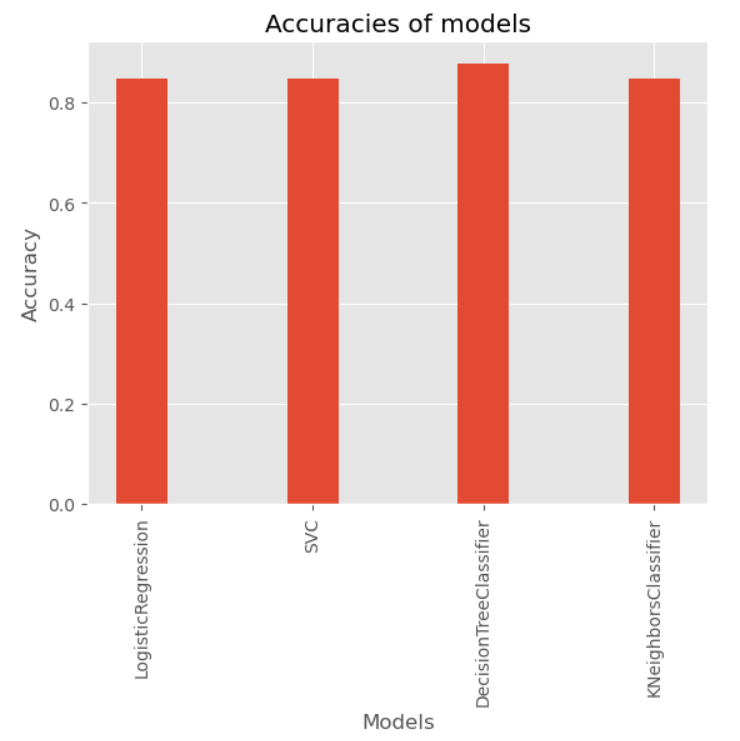 Accuracies of models
Accuracy
0.8
0.6
0.4
0.2
0.0
LogisticRegression
SVC
DecisionTreeClassifier
KNeighborsClassifier
Models